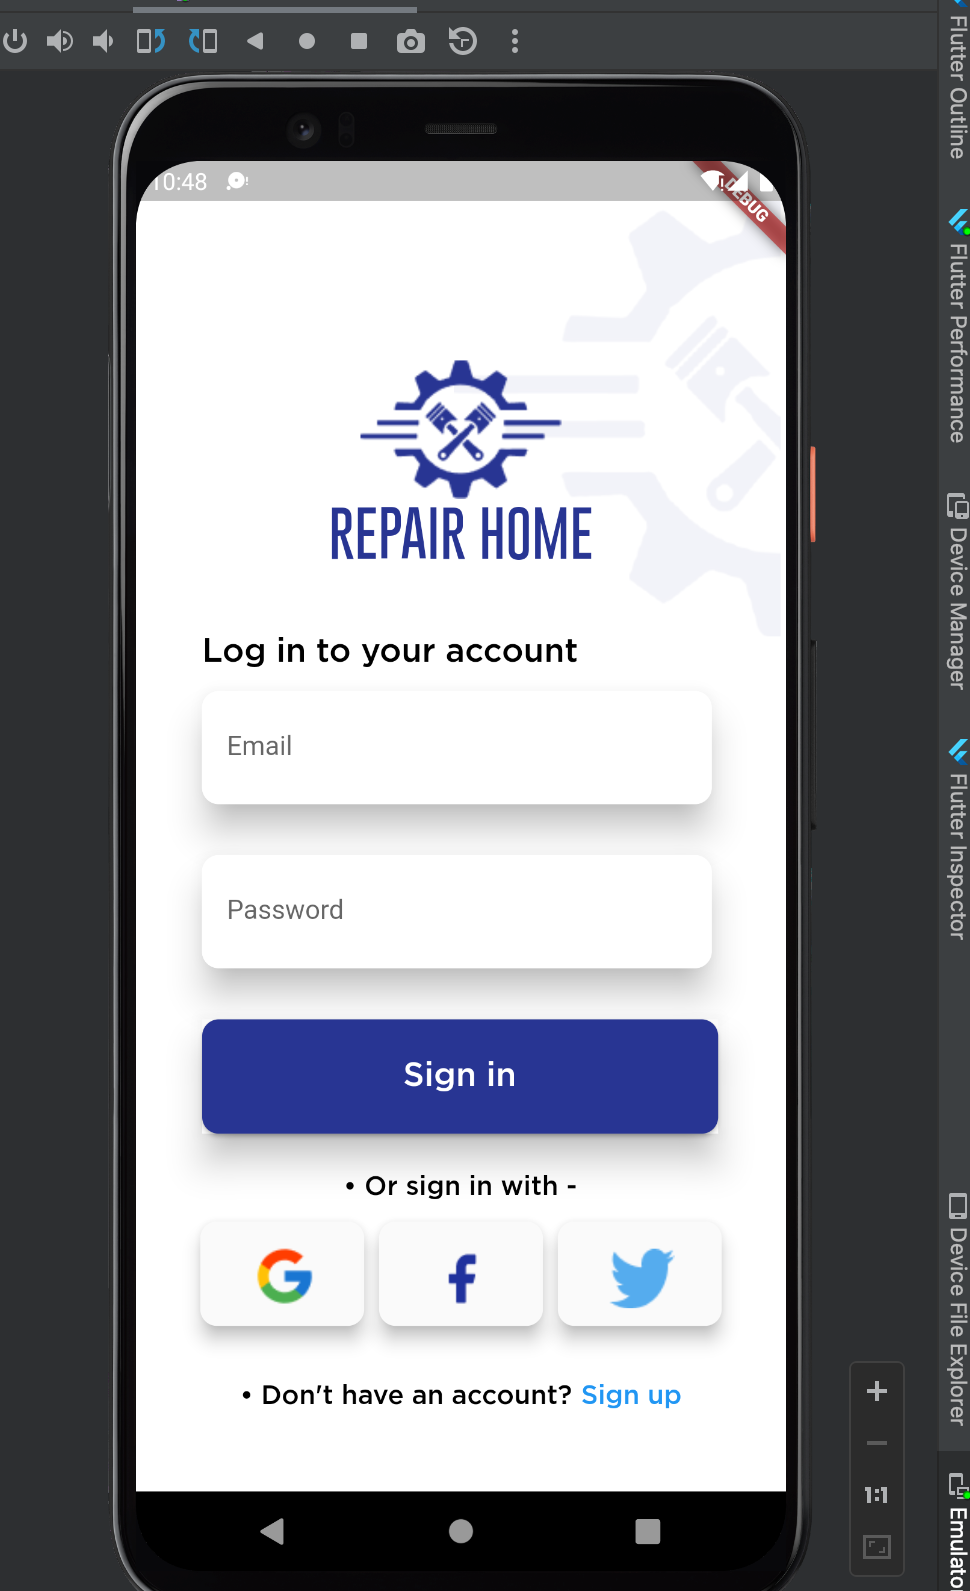 10:48
DEBUG
REPAIR HOME
Log in to your account
Email
Password
Sign in
• Or sign in with -
• Don't have an account? Sign up
1:1
Flutter Outline
Flutter Performance
Device Manager
Flutter Inspector
Device File Explorer
Emulato